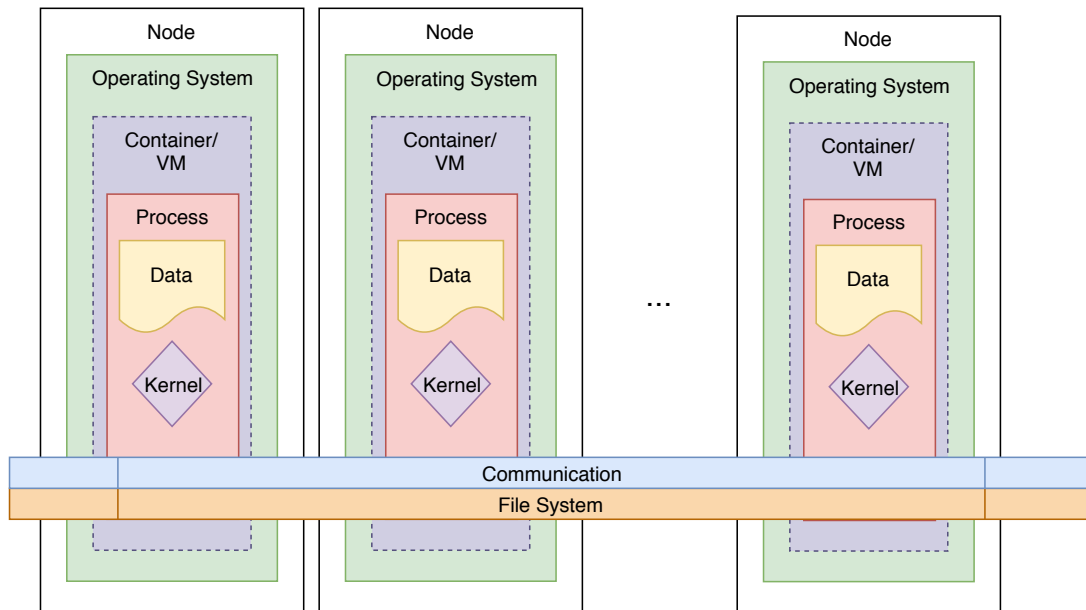 Node
Operating System
Container/
VM
Process
Data
Kernel
Node
Operating System
Container/
VM
Process
Data
Kernel
...
Node
Operating System
Container/
VM
Process
Data
Kernel
Communication
File System